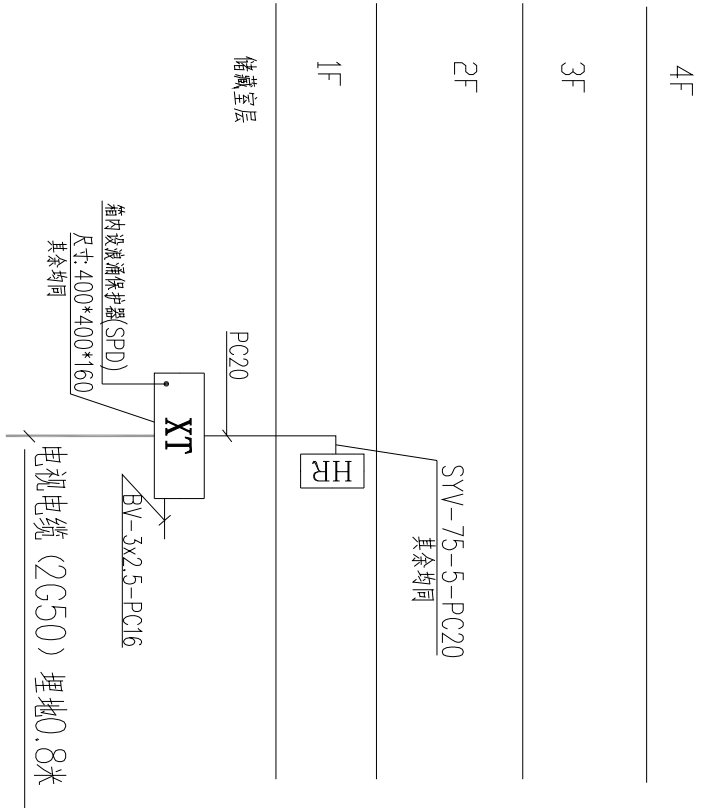 4F
3F
2F
1F
储藏室层
SYV-75-5-PC20
其余均同
HR
PC20
XT
箱内设浪涌保护器(SPD)
尺寸:400*400*160
其余均同
BV-3x2.5-PC16
电视电缆(2G50)埋地0.8米